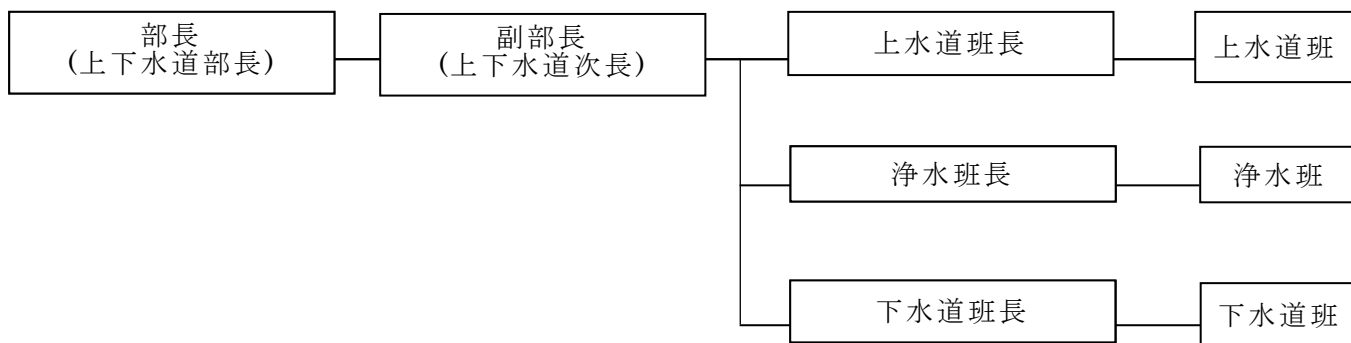 部長
(上下水道部長)
副部長
(上下水道次長)
上水道班長
上水道班
浄水班長
浄水班
下水道班長
下水道班